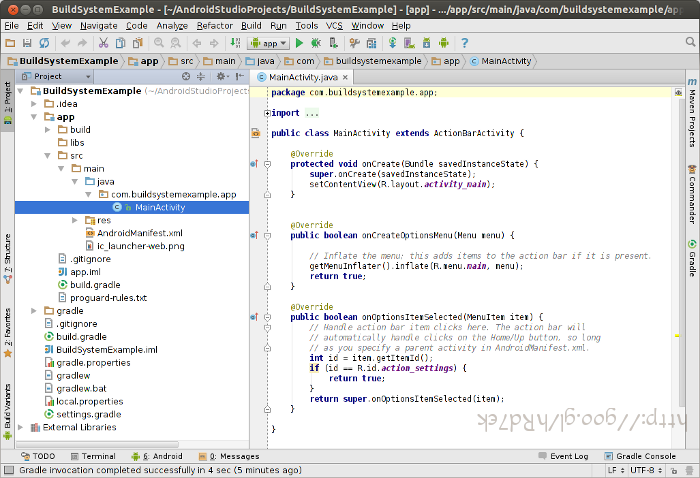 BuildSystemExample - [~/AndroidStudioProjects/BuildSystemExample] - [app] - .../app/src/main/java/com/buildsystemexample/app
File Edit View Navigate Code Analyze Refactor Build Run Tools VCS Window Help
app
BuildSystemExample app src main java com buildsystemexample app MainActivity
Project
MainActivity.java
BuildSystemExample (~/AndroidStudioProjects
.idea
app
build
libs
src
main
java
com.buildsystemexample.app
MainActivity
res
AndroidManifest.xml
ic_launcher-web.png
.gitignore
app.iml
build.gradle
proguard-rules.txt
gradle
.gitignore
build.gradle
BuildSystemExample.iml
gradle.properties
gradlew
gradlew.bat
local.properties
settings.gradle
External Libraries
1: Project
7: Structure
2: Favorites
Build Variants
package com.buildsystemexample.app;
import ...
public class MainActivity extends ActionBarActivity {
@Override
protected void onCreate(Bundle savedInstanceState) {
super.onCreate(savedInstanceState);
setContentView(R.layout.activity_main);
}
@Override
public boolean onCreateOptionsMenu(Menu menu) {
// Inflate the menu; this adds items to the action bar if it is present.
getMenuInflater().inflate(R.menu.main, menu);
return true;
}
@Override
public boolean onOptionsItemSelected(MenuItem item) {
// Handle action bar item clicks here. The action bar will
// automatically handle clicks on the Home/Up button, so long
// as you specify a parent activity in AndroidManifest.xml.
int id = item.getItemId();
if (id == R.id.action_settings) {
return true;
}
return super.onOptionsItemSelected(item);
}
}
http://goo.gl/hRd7ek
Maven Projects
Commander
Gradle
TODO Terminal 6: Android 0: Messages Event Log Gradle Console
Gradle invocation completed successfully in 4 sec (5 minutes ago) LF UTF-8